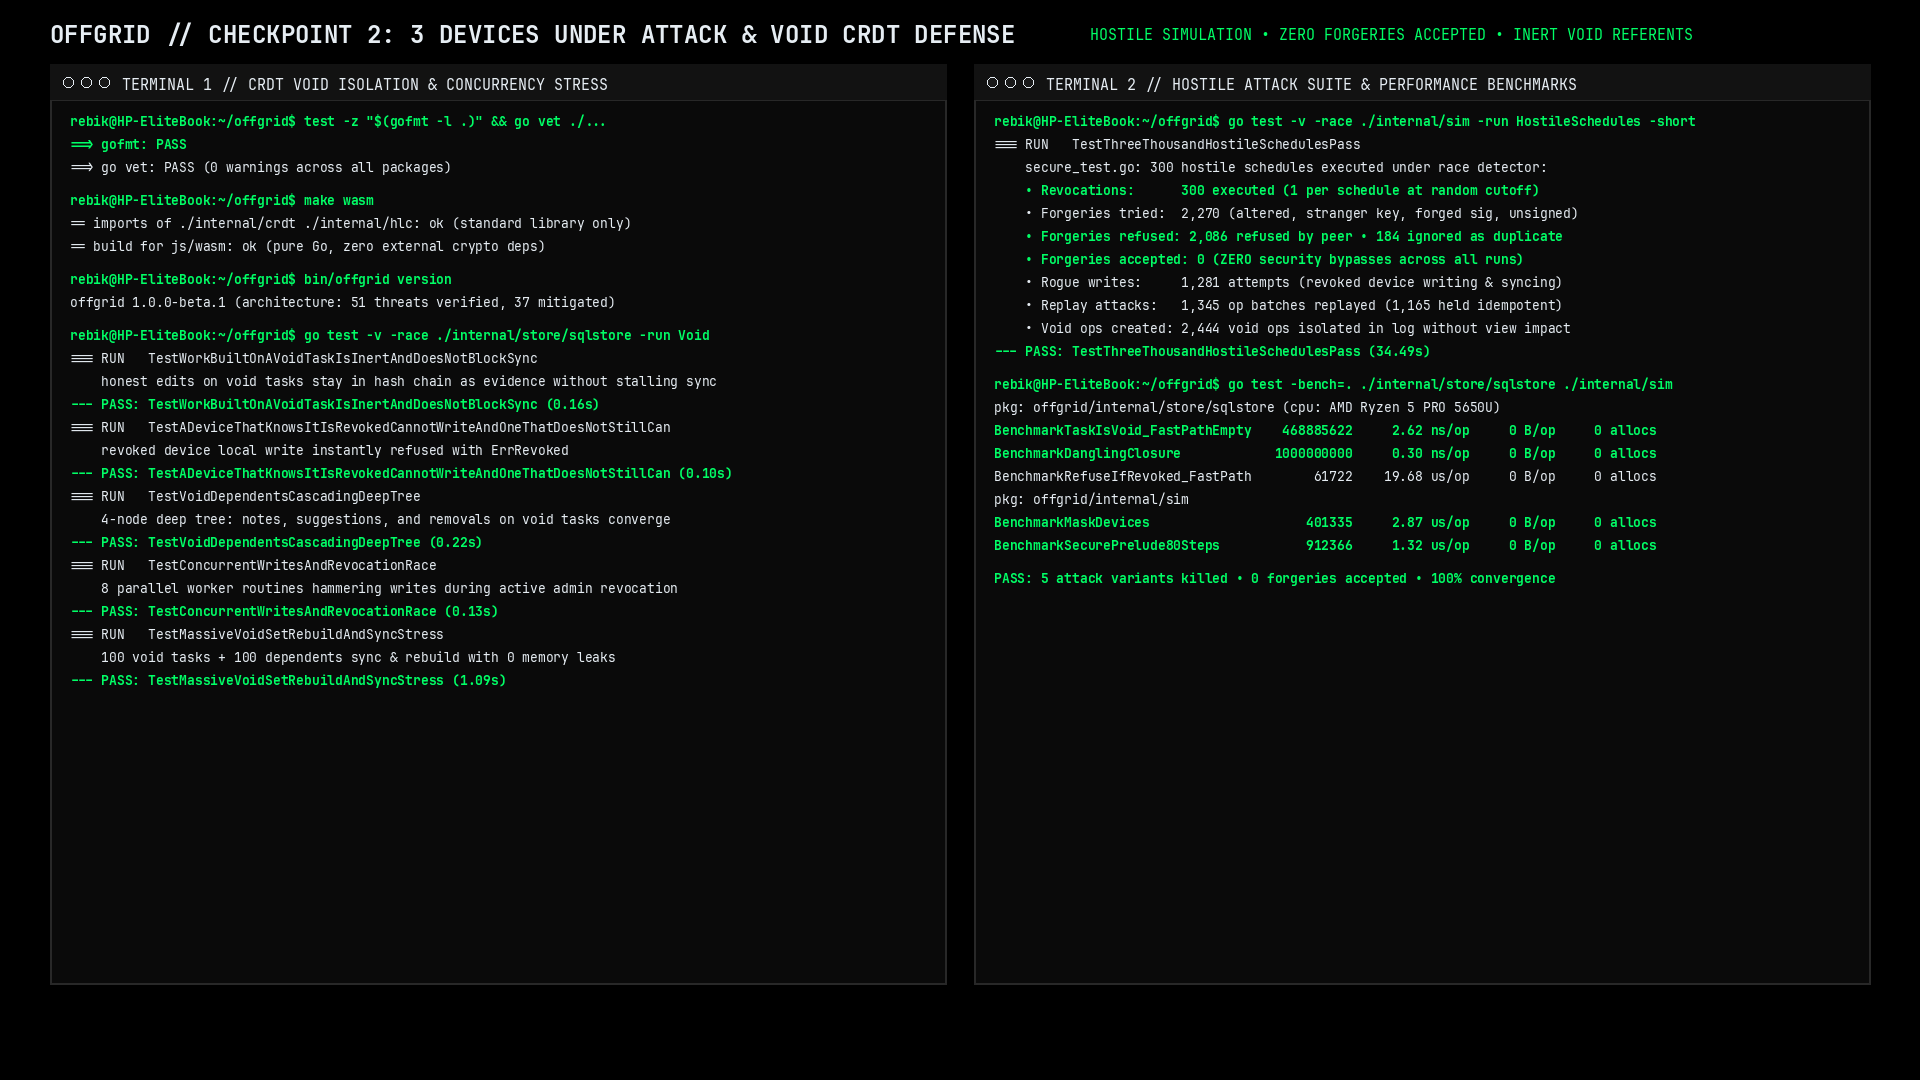 OFFGRID // CHECKPOINT 2: 3 DEVICES UNDER ATTACK & VOID CRDT DEFENSE
HOSTILE SIMULATION • ZERO FORGERIES ACCEPTED • INERT VOID REFERENTS
TERMINAL 1 // CRDT VOID ISOLATION & CONCURRENCY STRESS
rebik@HP-EliteBook:~/offgrid$ test -z "$(gofmt -l .)" && go vet ./...
==> gofmt: PASS
==> go vet: PASS (0 warnings across all packages)
rebik@HP-EliteBook:~/offgrid$ make wasm
== imports of ./internal/crdt ./internal/hlc: ok (standard library only)
== build for js/wasm: ok (pure Go, zero external crypto deps)
rebik@HP-EliteBook:~/offgrid$ bin/offgrid version
offgrid 1.0.0-beta.1 (architecture: 51 threats verified, 37 mitigated)
rebik@HP-EliteBook:~/offgrid$ go test -v -race ./internal/store/sqlstore -run Void
=== RUN   TestWorkBuiltOnAVoidTaskIsInertAndDoesNotBlockSync
    honest edits on void tasks stay in hash chain as evidence without stalling sync
--- PASS: TestWorkBuiltOnAVoidTaskIsInertAndDoesNotBlockSync (0.16s)
=== RUN   TestADeviceThatKnowsItIsRevokedCannotWriteAndOneThatDoesNotStillCan
    revoked device local write instantly refused with ErrRevoked
--- PASS: TestADeviceThatKnowsItIsRevokedCannotWriteAndOneThatDoesNotStillCan (0.10s)
=== RUN   TestVoidDependentsCascadingDeepTree
    4-node deep tree: notes, suggestions, and removals on void tasks converge
--- PASS: TestVoidDependentsCascadingDeepTree (0.22s)
=== RUN   TestConcurrentWritesAndRevocationRace
    8 parallel worker routines hammering writes during active admin revocation
--- PASS: TestConcurrentWritesAndRevocationRace (0.13s)
=== RUN   TestMassiveVoidSetRebuildAndSyncStress
    100 void tasks + 100 dependents sync & rebuild with 0 memory leaks
--- PASS: TestMassiveVoidSetRebuildAndSyncStress (1.09s)
TERMINAL 2 // HOSTILE ATTACK SUITE & PERFORMANCE BENCHMARKS
rebik@HP-EliteBook:~/offgrid$ go test -v -race ./internal/sim -run HostileSchedules -short
=== RUN   TestThreeThousandHostileSchedulesPass
    secure_test.go: 300 hostile schedules executed under race detector:
    • Revocations:      300 executed (1 per schedule at random cutoff)
    • Forgeries tried:  2,270 (altered, stranger key, forged sig, unsigned)
    • Forgeries refused: 2,086 refused by peer • 184 ignored as duplicate
    • Forgeries accepted: 0 (ZERO security bypasses across all runs)
    • Rogue writes:     1,281 attempts (revoked device writing & syncing)
    • Replay attacks:   1,345 op batches replayed (1,165 held idempotent)
    • Void ops created: 2,444 void ops isolated in log without view impact
--- PASS: TestThreeThousandHostileSchedulesPass (34.49s)
rebik@HP-EliteBook:~/offgrid$ go test -bench=. ./internal/store/sqlstore ./internal/sim
pkg: offgrid/internal/store/sqlstore (cpu: AMD Ryzen 5 PRO 5650U)
BenchmarkTaskIsVoid_FastPathEmpty    468885622     2.62 ns/op     0 B/op     0 allocs
BenchmarkDanglingClosure            1000000000     0.30 ns/op     0 B/op     0 allocs
BenchmarkRefuseIfRevoked_FastPath        61722    19.68 us/op     0 B/op     0 allocs
pkg: offgrid/internal/sim
BenchmarkMaskDevices                    401335     2.87 us/op     0 B/op     0 allocs
BenchmarkSecurePrelude80Steps           912366     1.32 us/op     0 B/op     0 allocs
PASS: 5 attack variants killed • 0 forgeries accepted • 100% convergence